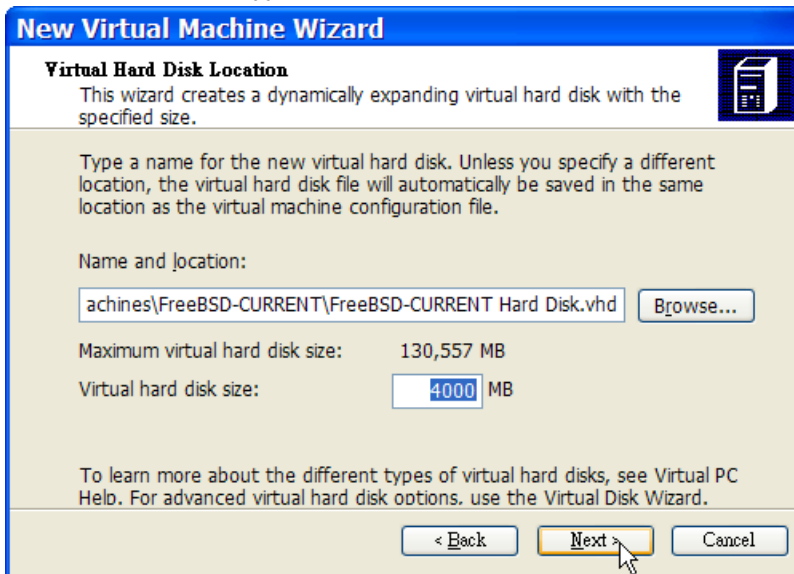 New Virtual Machine Wizard
Virtual Hard Disk Location
This wizard creates a dynamically expanding virtual hard disk with the
specified size.
Type a name for the new virtual hard disk. Unless you specify a different
location, the virtual hard disk file will automatically be saved in the same
location as the virtual machine configuration file.
Name and location:
achines\FreeBSD-CURRENT\FreeBSD-CURRENT Hard Disk.vhd Browse...
Maximum virtual hard disk size: 130,557 MB
Virtual hard disk size: 4000 MB
To learn more about the different types of virtual hard disks, see Virtual PC
Help. For advanced virtual hard disk options, use the Virtual Disk Wizard.
< Back Next > Cancel